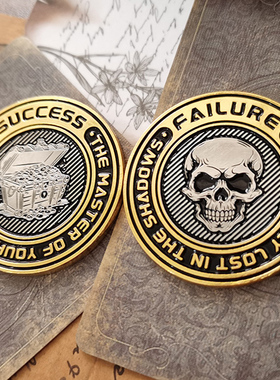 SUCCESS
• THE MASTER OF YOUR
FAILURE
LOST IN THE SHADOWS •